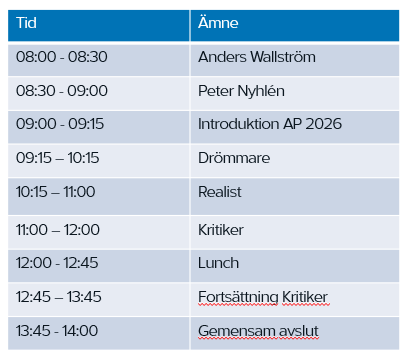 Tid Ämne
08:00 - 08:30 Anders Wallström
08:30 - 09:00 Peter Nyhlén
09:00 - 09:15 Introduktion AP 2026
09:15 – 10:15 Drömmare
10:15 – 11:00 Realist
11:00 – 12:00 Kritiker
12:00 - 12:45 Lunch
12:45 – 13:45 Fortsättning Kritiker
13:45 - 14:00 Gemensam avslut